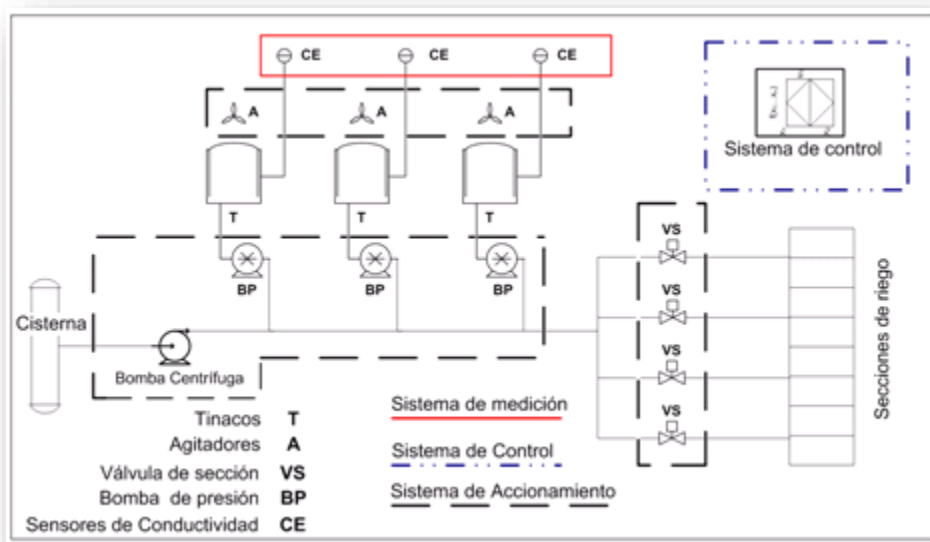 CE CE CE
A A A
Sistema de control
T T T
VS
BP BP BP
Cisterna
VS
VS
Bomba Centrífuga
VS
Secciones de riego
Tinacos T
Agitadores A
Válvula de sección VS
Bomba de presión BP
Sensores de Conductividad CE
Sistema de medición
Sistema de Control
Sistema de Accionamiento